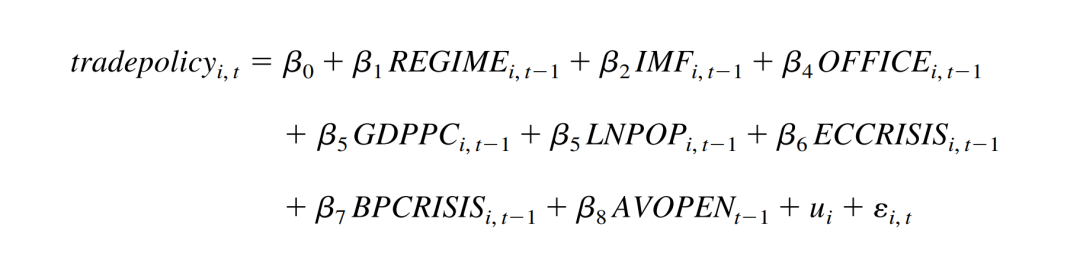 tradepolicy_{i,t} = β_0 + β_1 REGIME_{i,t−1} + β_2 IMF_{i,t−1} + β_4 OFFICE_{i,t−1}
+ β_5 GDPPC_{i,t−1} + β_5 LNPOP_{i,t−1} + β_6 ECCRISIS_{i,t−1}
+ β_7 BPCRISIS_{i,t−1} + β_8 AVOPEN_{t−1} + u_i + ε_{i,t}